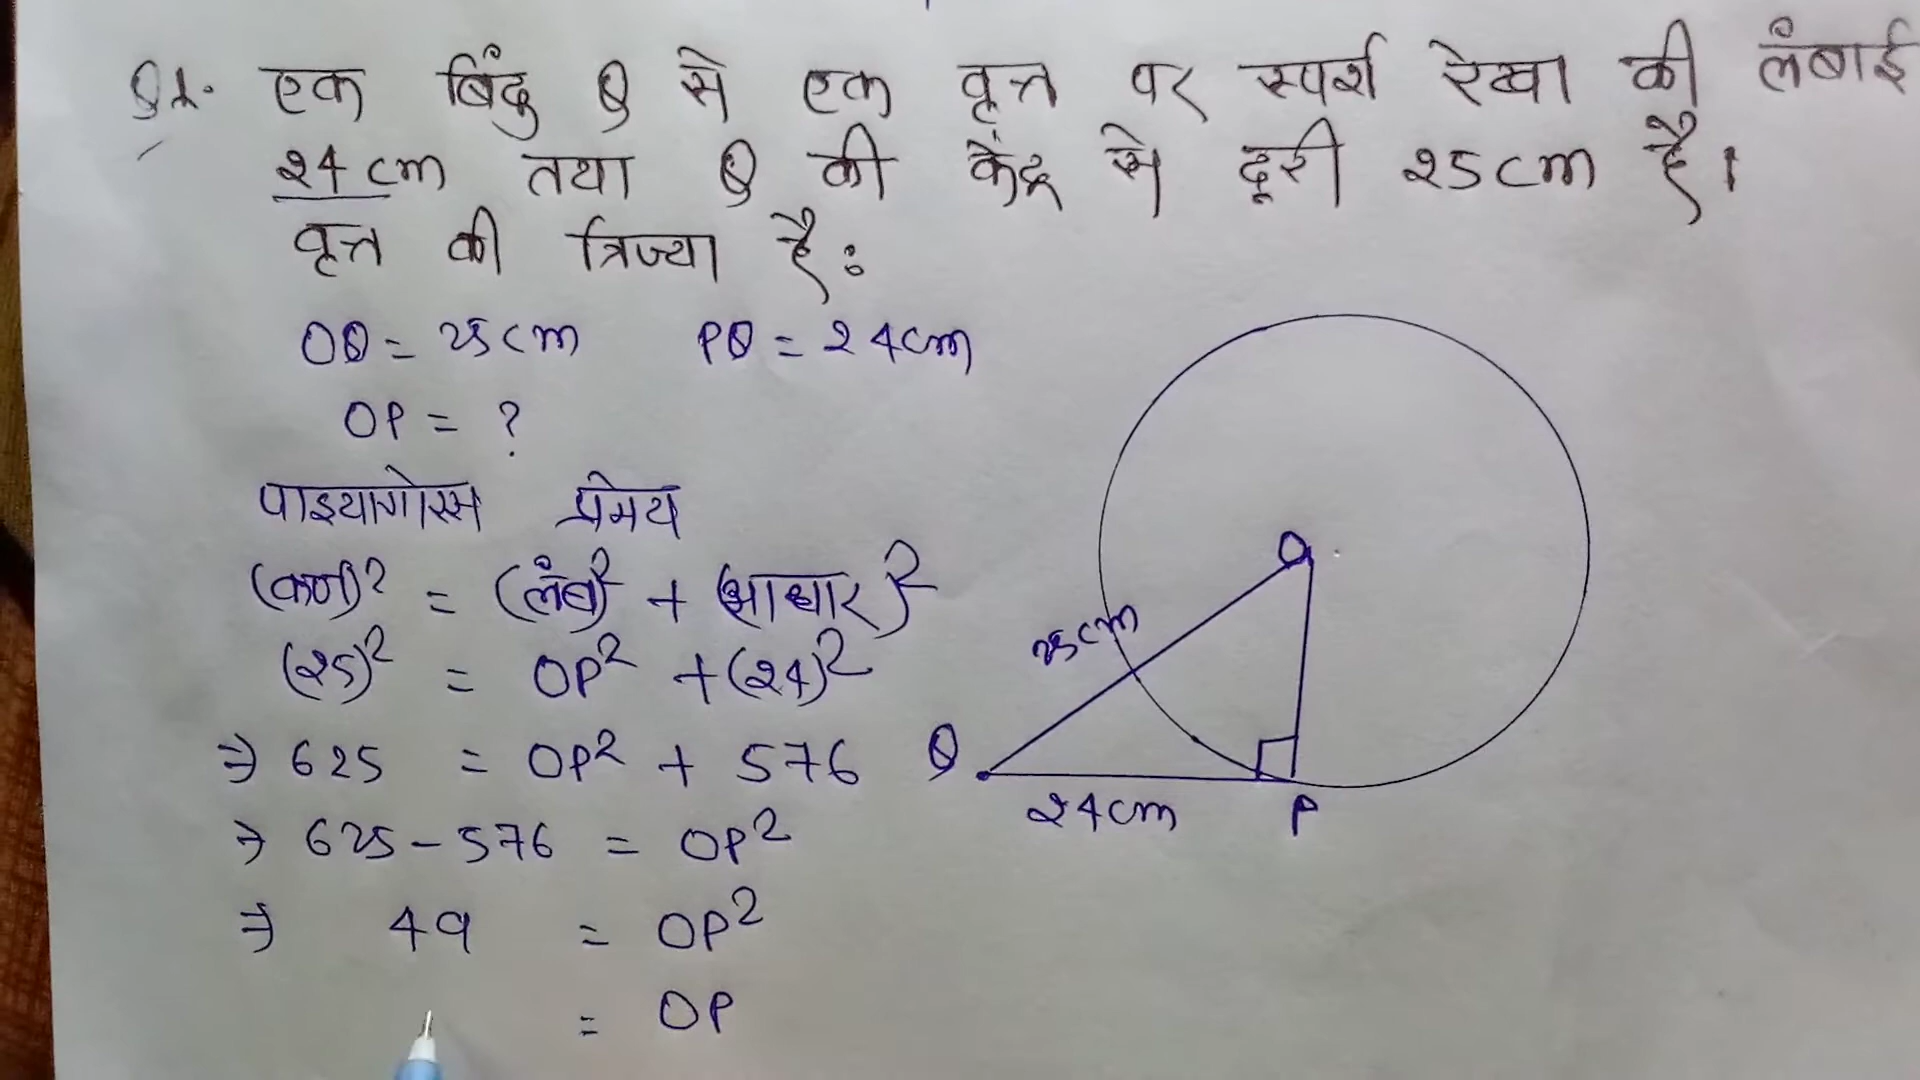 Q1. एक बिंदु Q से एक वृत्त पर स्पर्श रेखा की लंबाई
24 cm तथा Q की केंद्र से दूरी 25 cm है।
वृत्त की त्रिज्या है:
OQ = 25 cm PQ = 24 cm
OP = ?
पाइथागोरस प्रमेय
(कर्ण)² = (लंब)² + (आधार)²
(25)² = OP² + (24)²
⇒ 625 = OP² + 576
⇒ 625 - 576 = OP²
⇒ 49 = OP²
= OP
O
25 cm
Q
24 cm
P